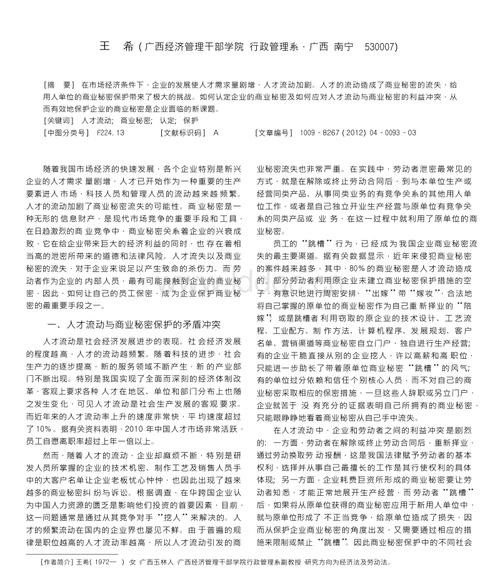 王　希（广西经济管理干部学院 行政管理系，广西 南宁　530007）
［摘　要］在市场经济条件下，企业的发展使人才需求量剧增，人才流动加剧。人才的流动造成了商业秘密的流失，给
用人单位的商业秘密保护带来了极大的挑战。如何认定企业的商业秘密及如何应对人才流动与商业秘密的利益冲突，从
而有效地保护企业的商业秘密是企业面临的新课题。
［关键词］人才流动；商业秘密；认定；保护
［中图分类号］F224.13　　［文献标识码］A　　［文章编号］1009-8267(2012)04-0093-03
随着我国市场经济的快速发展，各个企业特别是新兴
企业的人才需求量剧增，人才已开始作为一种重要的生产
要素进入市场，科技人员和管理人员的流动越来越频繁。
人才的流动加剧了商业秘密流失的可能性。商业秘密是一
种无形的信息财产，是现代市场竞争的重要手段和工具，
在日趋激烈的商业竞争中，商业秘密关系着企业的兴衰成
败，它在给企业带来巨大的经济利益的同时，也存在着相
当高的泄密所带来的道德和法律风险。人才流失以及商业
秘密的流失，对于企业来说足以产生致命的杀伤力。而劳
动者作为企业的内部人员，最有可能接触到企业的商业秘
密，因此，如何让自己的员工保密，成为企业保护商业秘
密的最重要手段之一。
一、人才流动与商业秘密保护的矛盾冲突
人才流动是社会经济发展进步的表现。社会经济发展
的程度越高，人才的流动越频繁。随着科技的进步，社会
生产力的逐步提高，新的服务领域不断产生，新的产业部
门不断出现。特别是我国实现了全面而深刻的经济体制改
革，客观上要求各种人才在地区、单位和部门分布上也随
之发生变化，可见人才流动是社会生产发展的客观要求。
而近年来的人才流动率上升的速度非常快，平均速度超过
了10%。据有关资料表明，2010年中国人才市场非常活跃，
员工自愿离职率超过上年一倍以上。
然而，随着人才的流动，企业却麻烦不断，特别是研
发人员所掌握的企业的技术机密、制作工艺及销售人员手
中的大客户名单让企业老板忧心忡忡，也因此出现了越来
越多的商业秘密纠纷与诉讼。根据调查，在华跨国企业认
为中国人力资源的匮乏是影响他们投资的重要因素，目前，
这一问题通常是通过从其竞争对手“挖人”来解决的。人
才的频繁流动在国内的企业界也屡见不鲜。由于普遍的规
律是职位越高的人才流动率越高，所以人才流动引发的商
业秘密流失也非常严重。在实践中，劳动者泄密最常见的
方式，就是在解除或终止劳动合同后，到与本单位生产或
经营同类产品、从事同类业务的有竞争关系的其他用人单
位工作，或者是自己独立开业生产经营与原单位有竞争关
系的同类产品或 业务，在这一过程中就利用了原单位的商
业秘密。
员工的“跳槽”行为，已经成为我国企业商业秘密流
失的最主要渠道。据有关数据显示，近年来侵犯商业秘密
的案件越来越多，其中，80%的商业秘密是人才流动造成
的。部分劳动者利用原企业未建立商业秘密保护措施的空
子，有意识地进行周密安排，“出嫁”带“嫁妆”，合法地
将自己掌握的原单位的商业秘密作为自己重新择业的“陪
嫁”；或是跳槽者利用窃取的原企业的技术设计、工艺流
程、工业配方、制作方法、计算机程序、发展规划、客户
名单、营销渠道等商业秘密自立门户，独自进行生产经营；
有的企业干脆直接从别的企业挖人，许以高薪和高职位，
只能进一步助长了带着原单位商业秘密“跳槽”的风气；
有的单位过分依赖和信任个别核心人员，而不对自己的商
业秘密采取相应的保密措施，一旦这些人辞职或另立门户，
企业就苦于没有充分的证据表明自己所拥有的商业秘密，
只能眼睁睁地看着商业秘密从自己手中流失。
在人才流动中，企业和劳动者之间的利益冲突是剧烈
的：一方面，劳动者在解除或终止劳动合同后，重新择业，
通过劳动换取劳动报酬，这是我国法律赋予劳动者的基本
权利，选择并从事自己最擅长的工作是其行使权利的具体
体现；另一方面，企业耗费巨资所形成的商业秘密要让劳
动者知悉，才能正常地展开生产经营，而劳动者“跳槽”
后，如果将从原单位获得的商业秘密应用于新用人单位中，
就与原单位形成了不正当竞争，给原单位造成了损失，因
而从保护企业商业秘密的角度出发，又需要通过相应的措
施来限制或禁止“跳槽”。因此商业秘密保护中的不同社会
［作者简介］王希（1972—　）女 广西玉林人 广西经济管理干部学院行政管理系副教授 研究方向为经济法及劳动法。